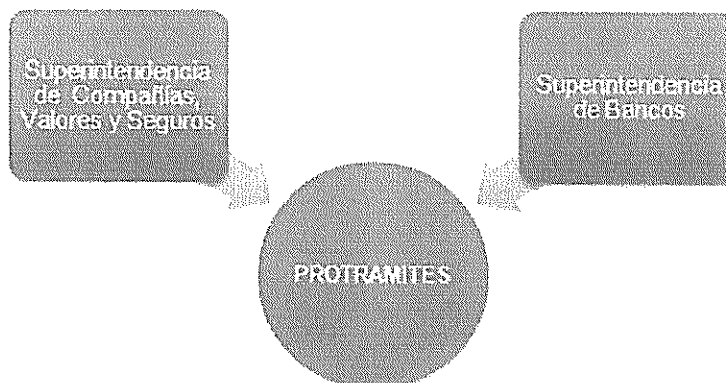 Superintendencia
de Compañías,
Valores y Seguros
Superintendencia
de Bancos
PROTRAMITES